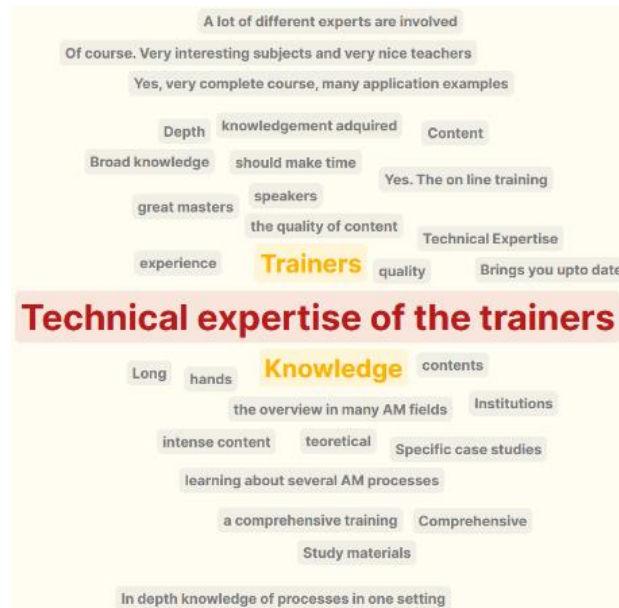 A lot of different experts are involved
Of course. Very interesting subjects and very nice teachers
Yes, very complete course, many application examples
Depth
knowledgement adquired
Content
Broad knowledge
should make time
Yes. The on line training
great masters
speakers
the quality of content
Technical Expertise
experience
Trainers
quality
Brings you upto date
Technical expertise of the trainers
Long
hands
Knowledge
contents
the overview in many AM fields
Institutions
intense content
teoretical
Specific case studies
learning about several AM processes
a comprehensive training
Comprehensive
Study materials
In depth knowledge of processes in one setting